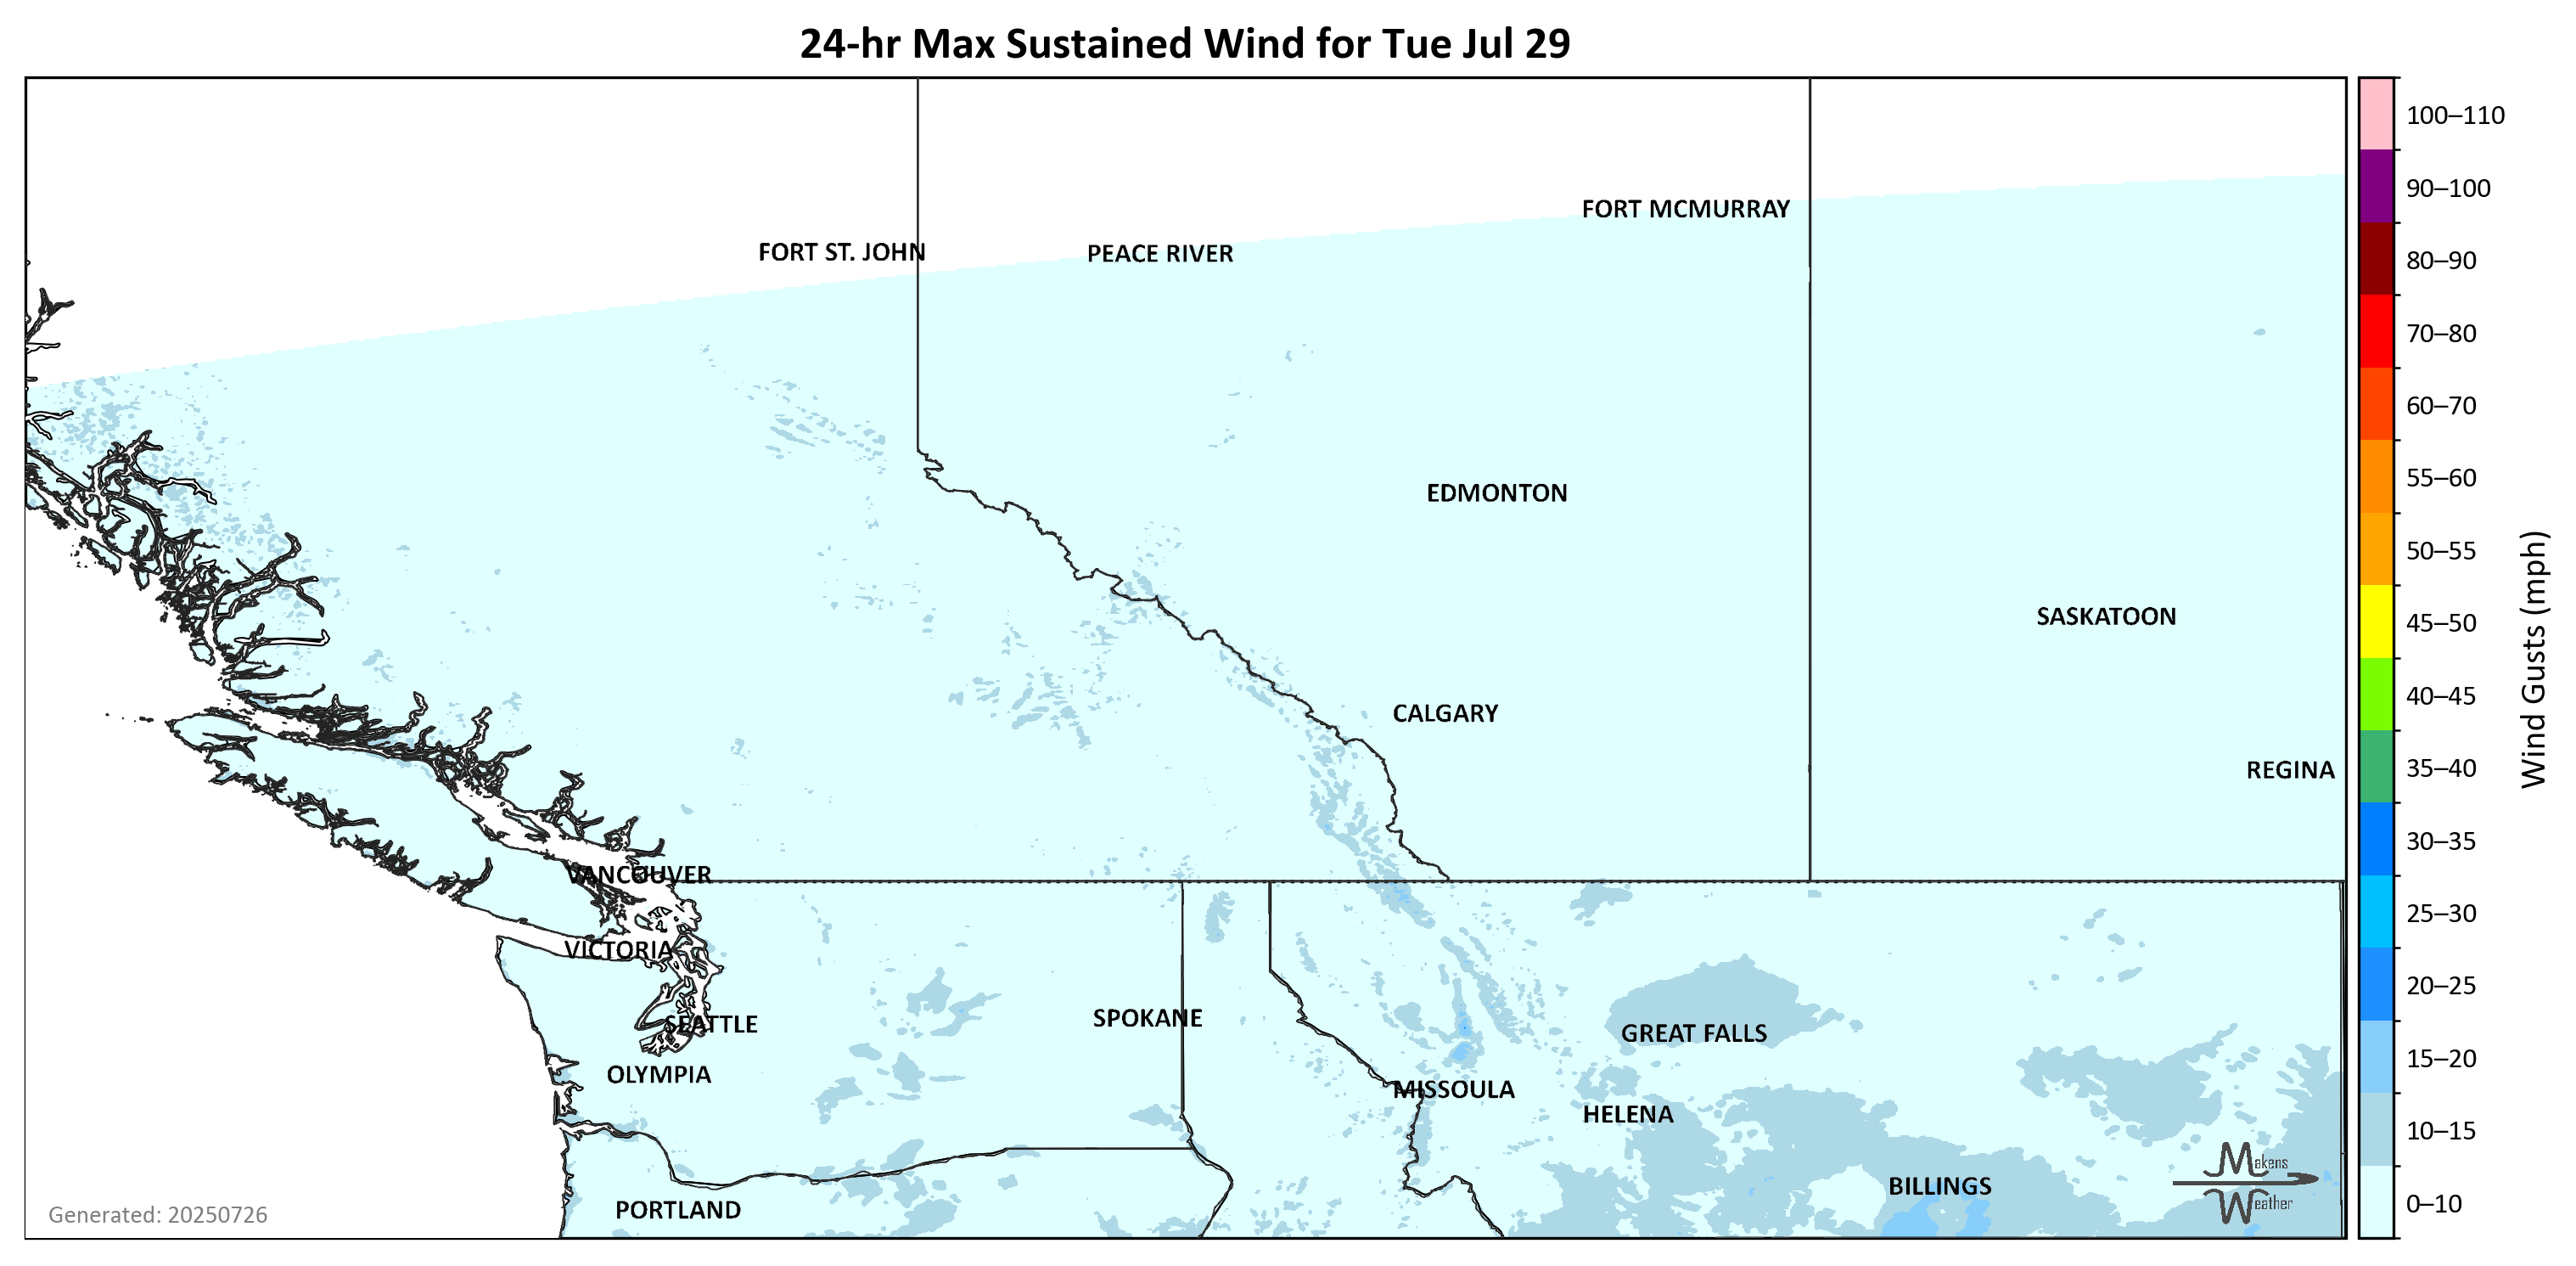 24-hr Max Sustained Wind for Tue Jul 29
100–110
90–100
80–90
70–80
60–70
55–60
50–55
45–50
40–45
35–40
30–35
25–30
20–25
15–20
10–15
0–10
Wind Gusts (mph)
FORT MCMURRAY
FORT ST. JOHN
PEACE RIVER
EDMONTON
SASKATOON
CALGARY
REGINA
VANCOUVER
VICTORIA
SEATTLE
SPOKANE
GREAT FALLS
OLYMPIA
MISSOULA
HELENA
BILLINGS
PORTLAND
Makens
Weather
Generated: 20250726